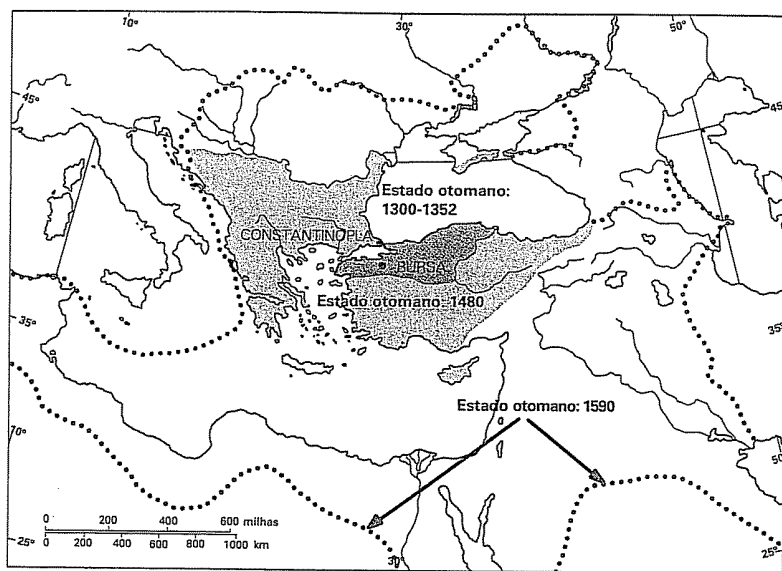 10°
30°
50°
45°
45
Estado otomano:
1300-1352
CONSTANTINOPLA
BURSA
Estado otomano: 1480
35°
35°
Estado otomano: 1590
70°
50
0 200 400 600 milhas
0 200 400 600 800 1000 km
25°
30°
25°